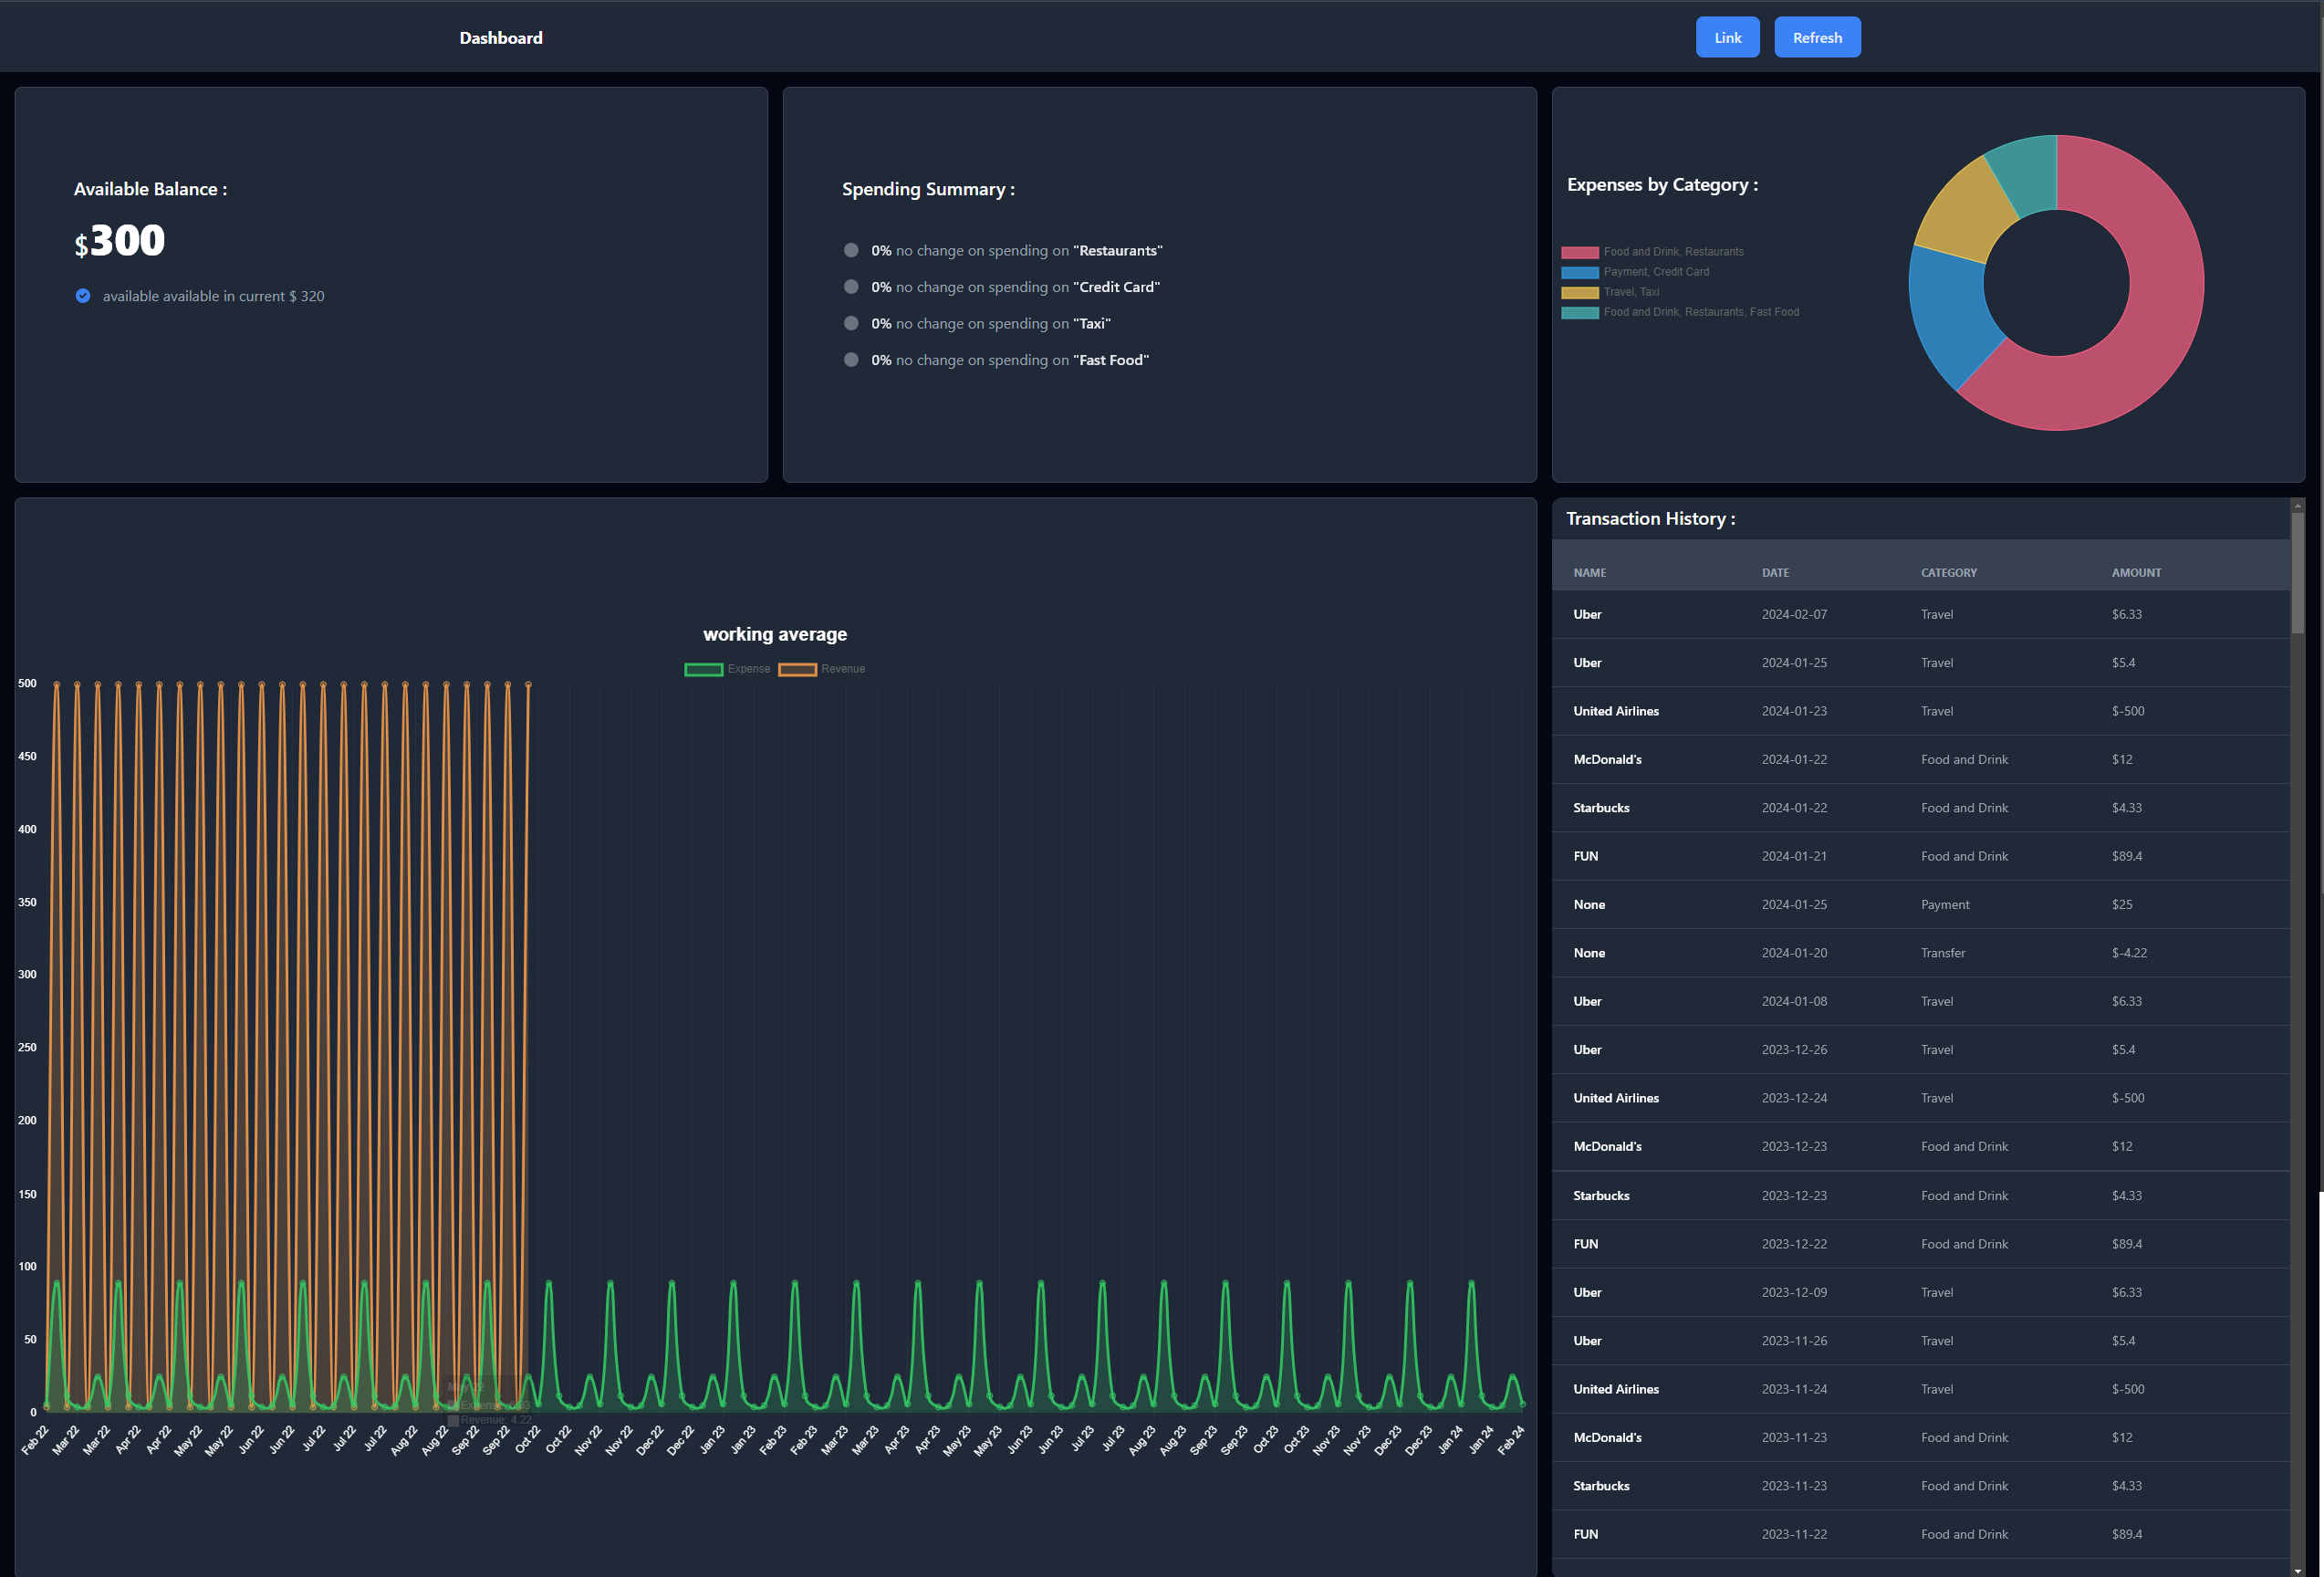 Dashboard
Link
Refresh
Available Balance :
$300
available available in current $ 320
Spending Summary :
0% no change on spending on "Restaurants"
0% no change on spending on "Credit Card"
0% no change on spending on "Taxi"
0% no change on spending on "Fast Food"
Expenses by Category :
Food and Drink, Restaurants
Payment, Credit Card
Travel, Taxi
Food and Drink, Restaurants, Fast Food
working average
Expense Revenue
500
450
400
350
300
250
200
150
100
50
0
Revenue: 4.22
Feb 22 Mar 22 Mar 22 Apr 22 Apr 22 May 22 May 22 Jun 22 Jun 22 Jul 22 Jul 22 Jul 22 Aug 22 Aug 22 Sep 22 Sep 22 Oct 22 Oct 22 Nov 22 Nov 22 Dec 22 Dec 22 Jan 23 Jan 23 Feb 23 Feb 23 Mar 23 Mar 23 Apr 23 Apr 23 May 23 May 23 Jun 23 Jun 23 Jul 23 Jul 23 Aug 23 Aug 23 Sep 23 Sep 23 Oct 23 Oct 23 Nov 23 Nov 23 Dec 23 Dec 23 Jan 24 Jan 24 Feb 24
Transaction History :
NAME DATE CATEGORY AMOUNT
Uber 2024-02-07 Travel $6.33
Uber 2024-01-25 Travel $5.4
United Airlines 2024-01-23 Travel $-500
McDonald's 2024-01-22 Food and Drink $12
Starbucks 2024-01-22 Food and Drink $4.33
FUN 2024-01-21 Food and Drink $89.4
None 2024-01-25 Payment $25
None 2024-01-20 Transfer $-4.22
Uber 2024-01-08 Travel $6.33
Uber 2023-12-26 Travel $5.4
United Airlines 2023-12-24 Travel $-500
McDonald's 2023-12-23 Food and Drink $12
Starbucks 2023-12-23 Food and Drink $4.33
FUN 2023-12-22 Food and Drink $89.4
Uber 2023-12-09 Travel $6.33
Uber 2023-11-26 Travel $5.4
United Airlines 2023-11-24 Travel $-500
McDonald's 2023-11-23 Food and Drink $12
Starbucks 2023-11-23 Food and Drink $4.33
FUN 2023-11-22 Food and Drink $89.4